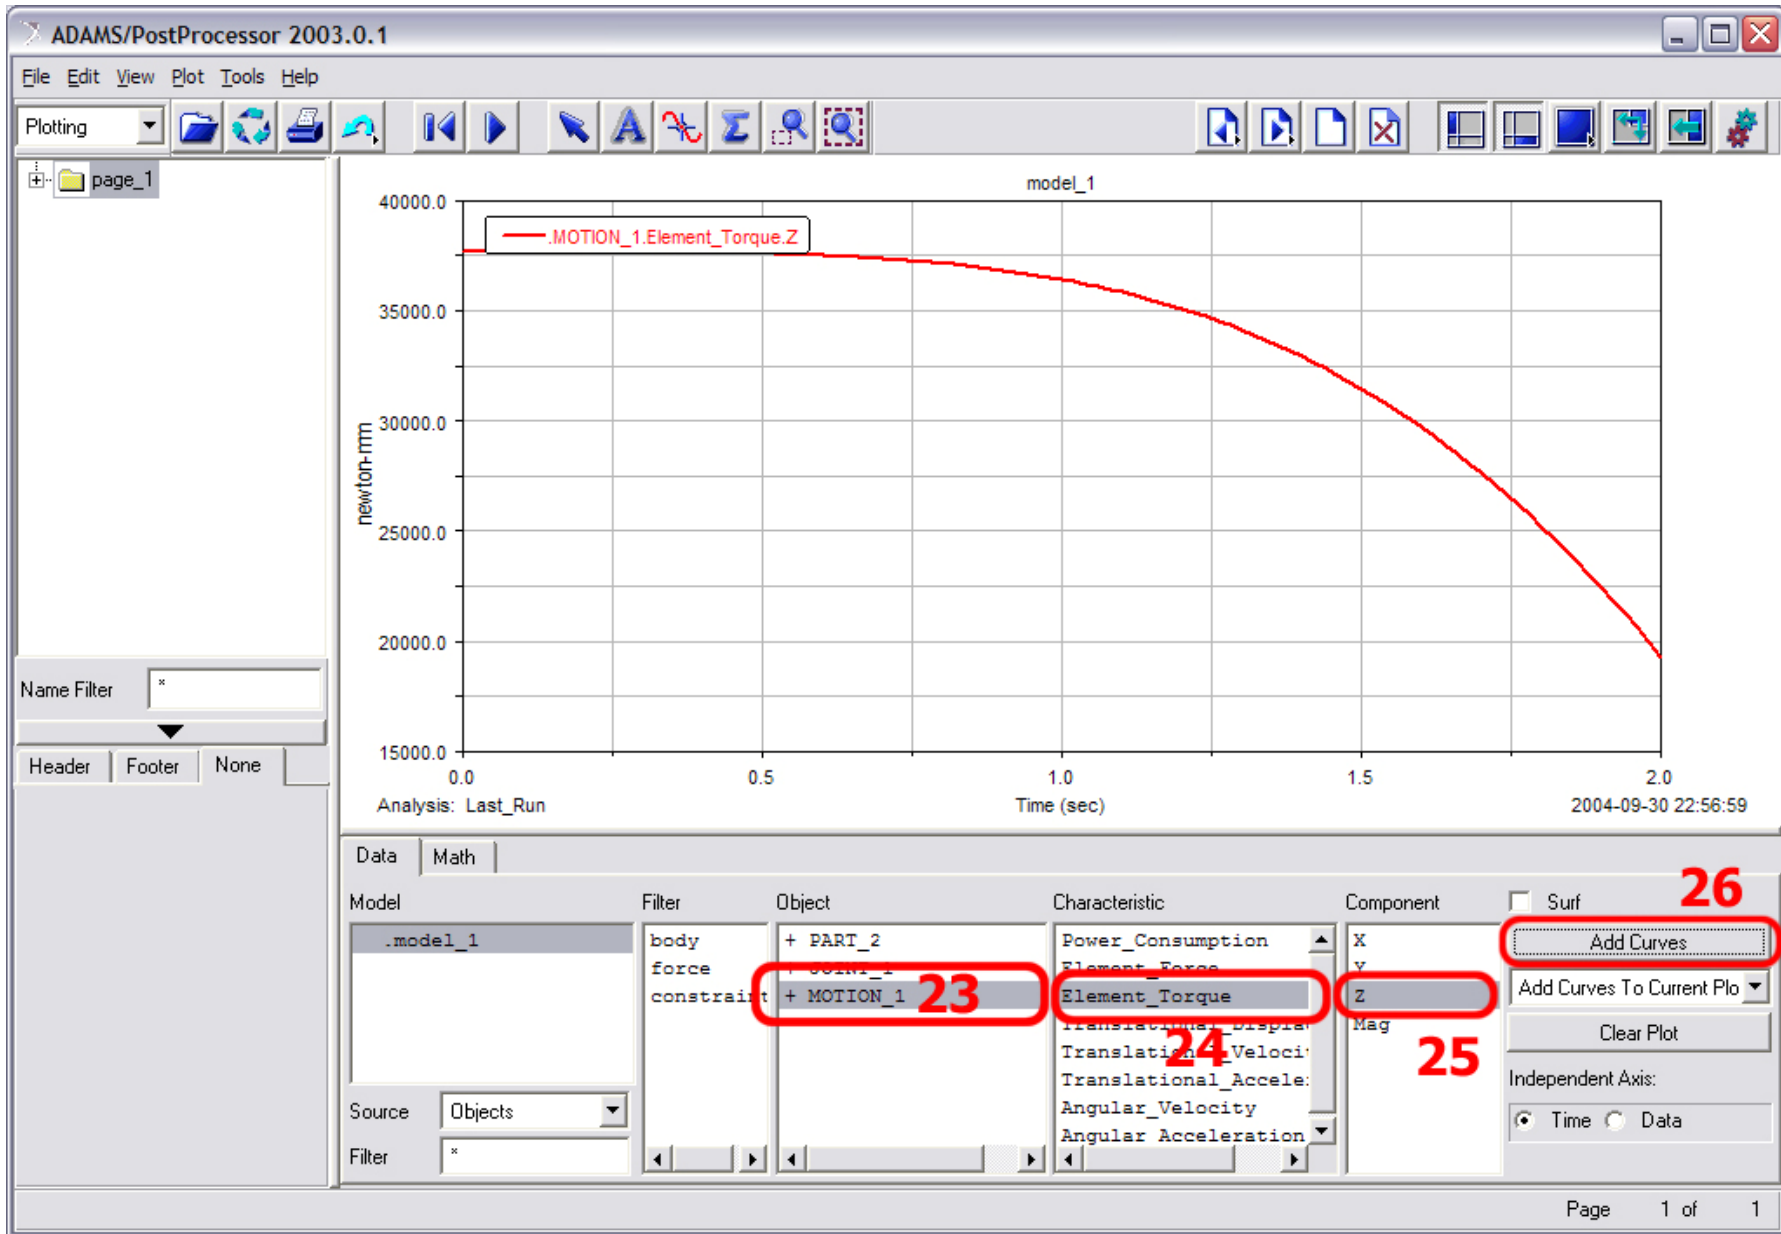 ADAMS/PostProcessor 2003.0.1
File Edit View Plot Tools Help
Plotting
page_1
model_1
40000.0
.MOTION_1.Element_Torque.Z
35000.0
30000.0
newton-mm
25000.0
20000.0
15000.0
0.0 0.5 1.0 1.5 2.0
Analysis: Last_Run Time (sec) 2004-09-30 22:56:59
Name Filter *
Header Footer None
Data Math
Model Filter Object Characteristic Component Surf 26
.model_1 body + PART_2 Power_Consumption X Add Curves
force + JOINT_1 Element_Force Y
constraint + MOTION_1 23 Element_Torque Z Add Curves To Current Plo
Mag Clear Plot
24 25
Translational_Velocit
Translational_Accele
Independent Axis:
Source Objects Angular_Velocity Time Data
Angular Acceleration
Filter *
Page 1 of 1